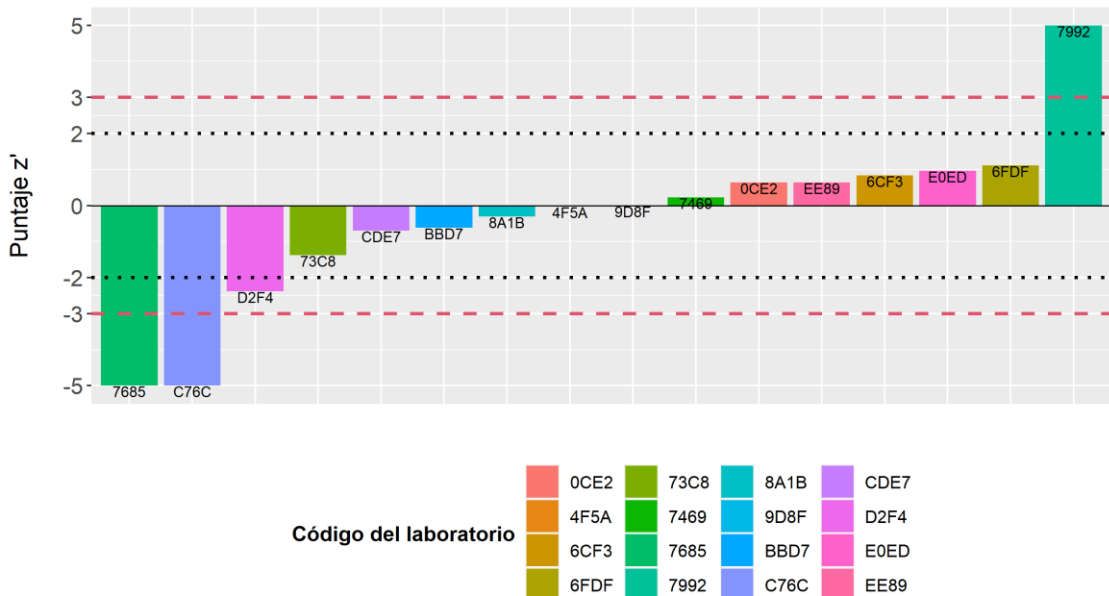 Puntaje z'
5
3
2
0
-2
-3
-5
7992
6FDF
E0ED
6CF3
0CE2
EE89
7469
4F5A
9D8F
8A1B
BBD7
CDE7
73C8
D2F4
7685
C76C
Código del laboratorio
0CE2 73C8 8A1B CDE7
4F5A 7469 9D8F D2F4
6CF3 7685 BBD7 E0ED
6FDF 7992 C76C EE89